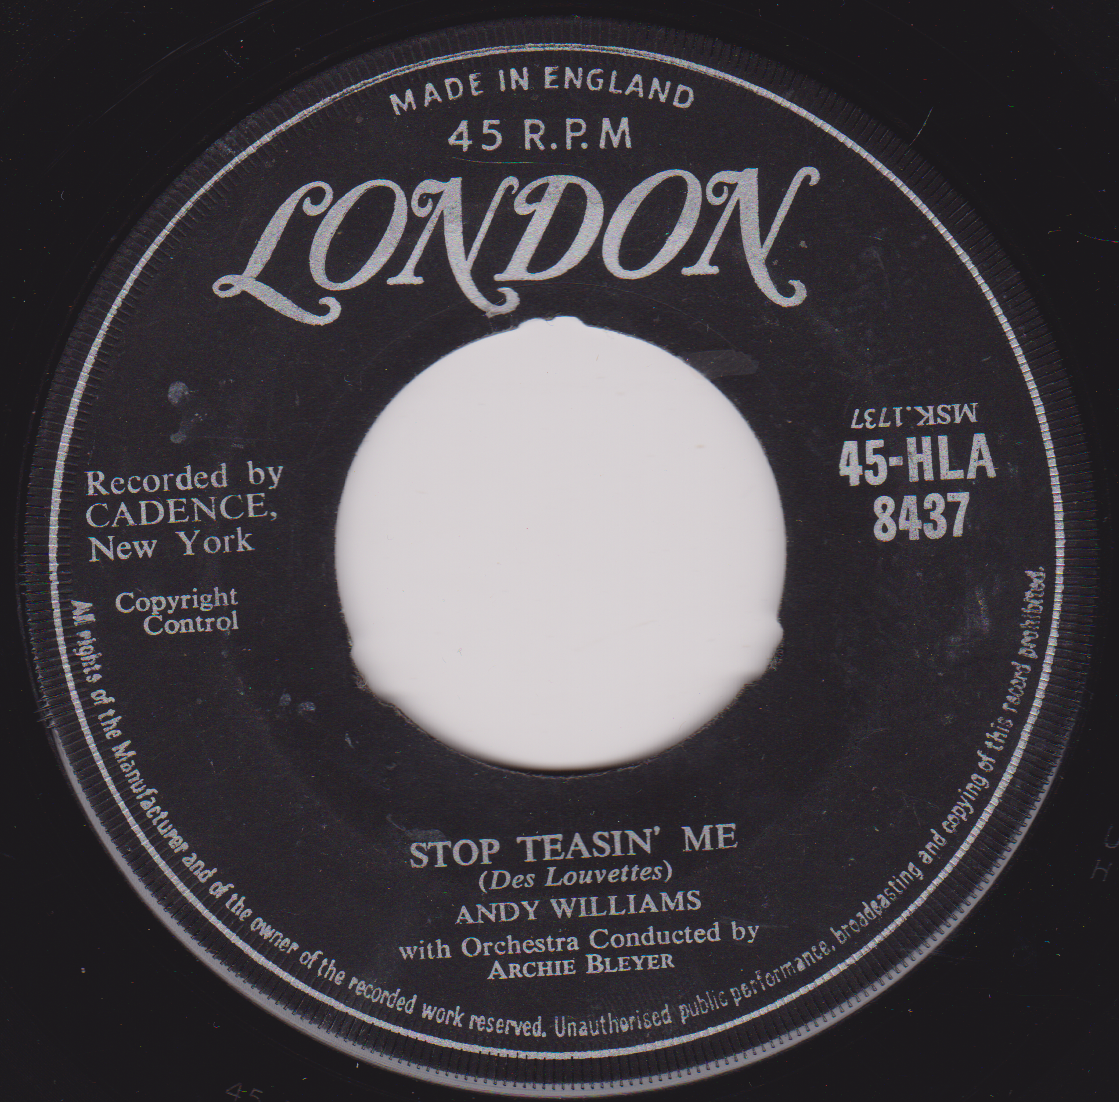 MADE IN ENGLAND
45 R.P.M
LONDON
MSK.1737
45-HLA
8437
Recorded by
CADENCE,
New York
Copyright
Control
STOP TEASIN' ME
(Des Louvettes)
ANDY WILLIAMS
with Orchestra Conducted by
ARCHIE BLEYER
All rights of the Manufacturer and of the owner of the recorded work reserved. Unauthorised public performance, broadcasting and copying of this record prohibited.